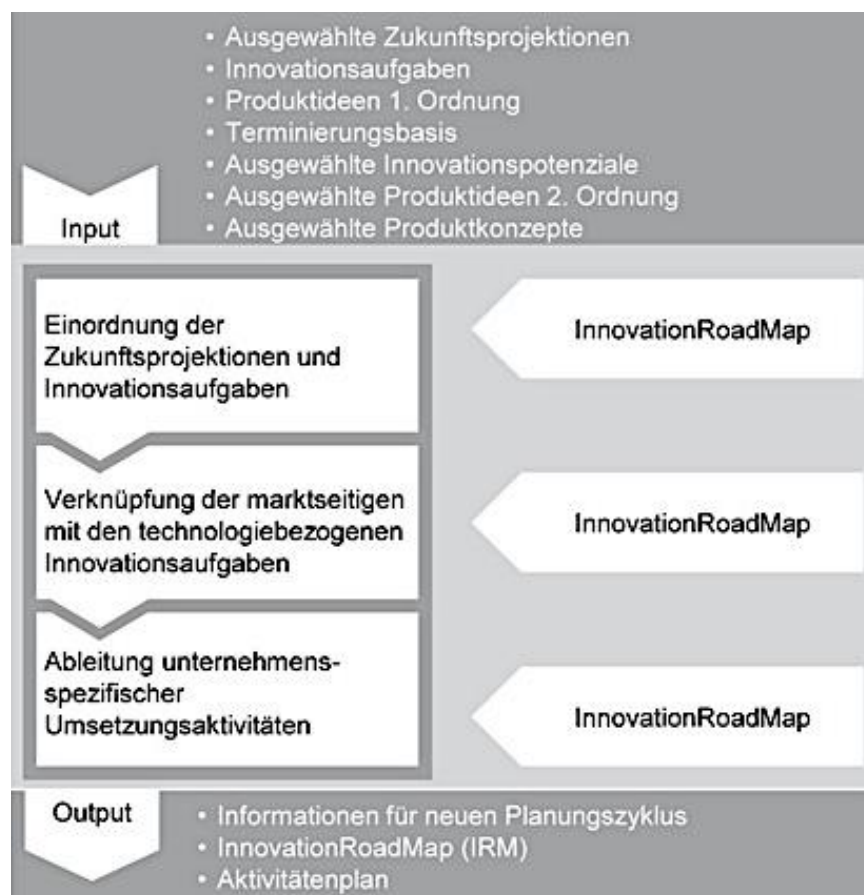 • Ausgewählte Zukunftsprojektionen
• Innovationsaufgaben
• Produktideen 1. Ordnung
• Terminierungsbasis
• Ausgewählte Innovationspotenziale
• Ausgewählte Produktideen 2. Ordnung
• Ausgewählte Produktkonzepte
Input
Einordnung der
Zukunftsprojektionen und
Innovationsaufgaben
InnovationRoadMap
Verknüpfung der marktseitigen
mit den technologiebezogenen
Innovationsaufgaben
InnovationRoadMap
Ableitung unternehmens-
spezifischer
Umsetzungsaktivitäten
InnovationRoadMap
Output
• Informationen für neuen Planungszyklus
• InnovationRoadMap (IRM)
• Aktivitätenplan